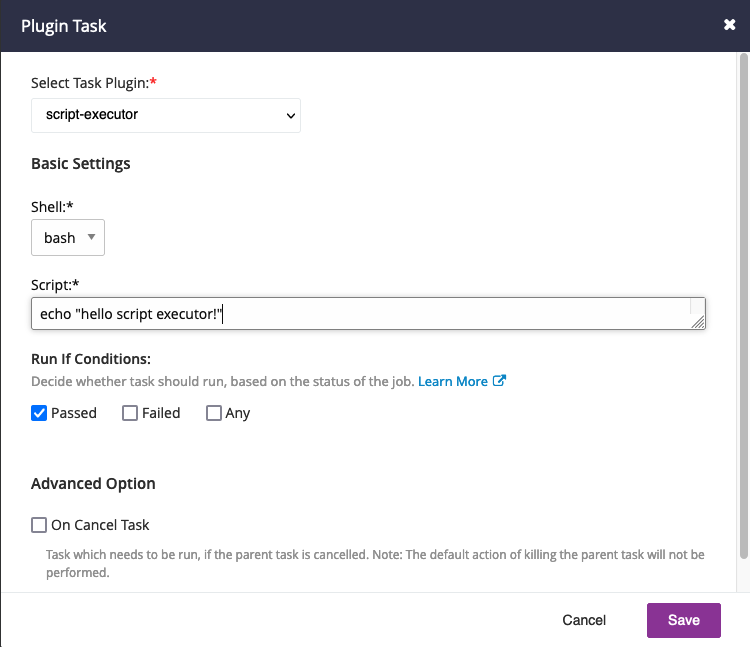 Plugin Task
Select Task Plugin:*
script-executor
Basic Settings
Shell:*
bash
Script:*
echo "hello script executor!"
Run If Conditions:
Decide whether task should run, based on the status of the job. Learn More
Passed Failed Any
Advanced Option
On Cancel Task
Task which needs to be run, if the parent task is cancelled. Note: The default action of killing the parent task will not be
performed.
Cancel Save